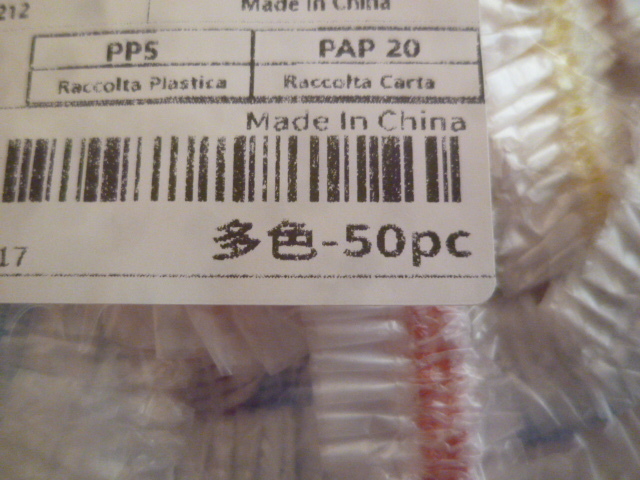 212
Made In China
PP5 PAP 20
Raccolta Plastica Raccolta Carta
Made In China
多色-50pc
17